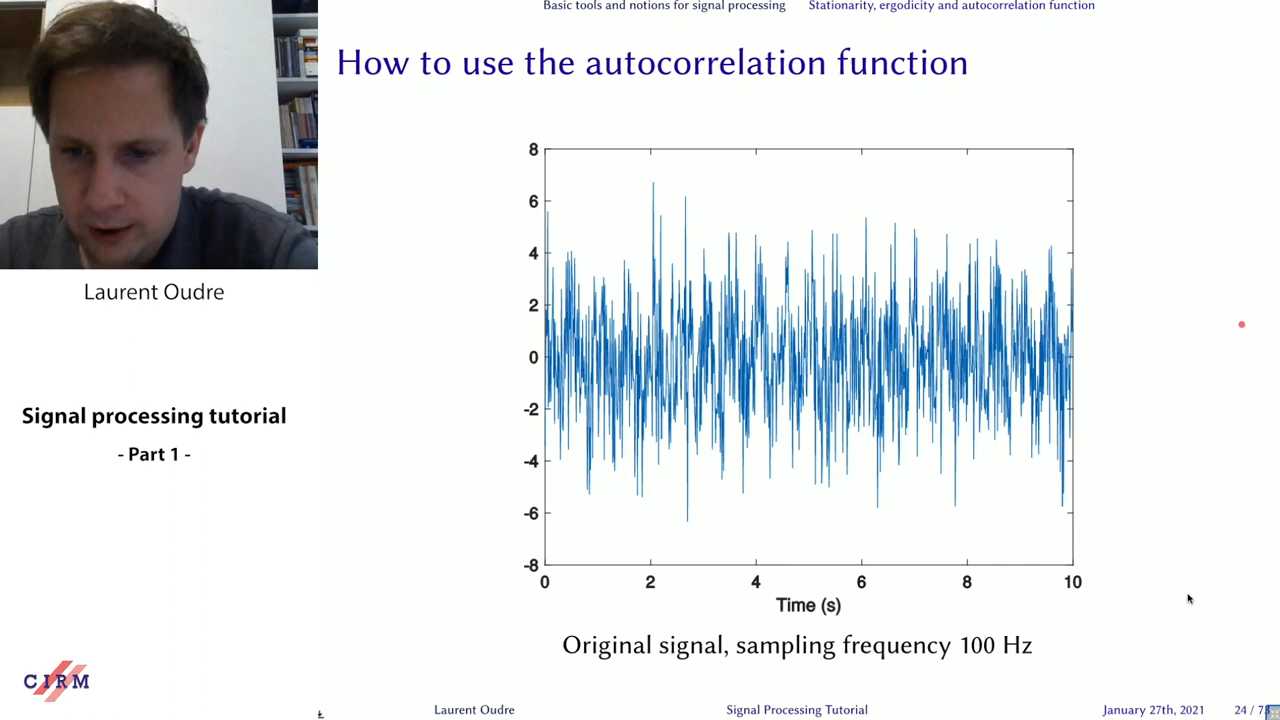 Basic tools and notions for signal processing Stationarity, ergodicity and autocorrelation function
How to use the autocorrelation function
Laurent Oudre
Signal processing tutorial
- Part 1 -
8
6
4
2
0
-2
-4
-6
-8
0 2 4 6 8 10
Time (s)
Original signal, sampling frequency 100 Hz
CIRM
Laurent Oudre Signal Processing Tutorial January 27th, 2021 24 /